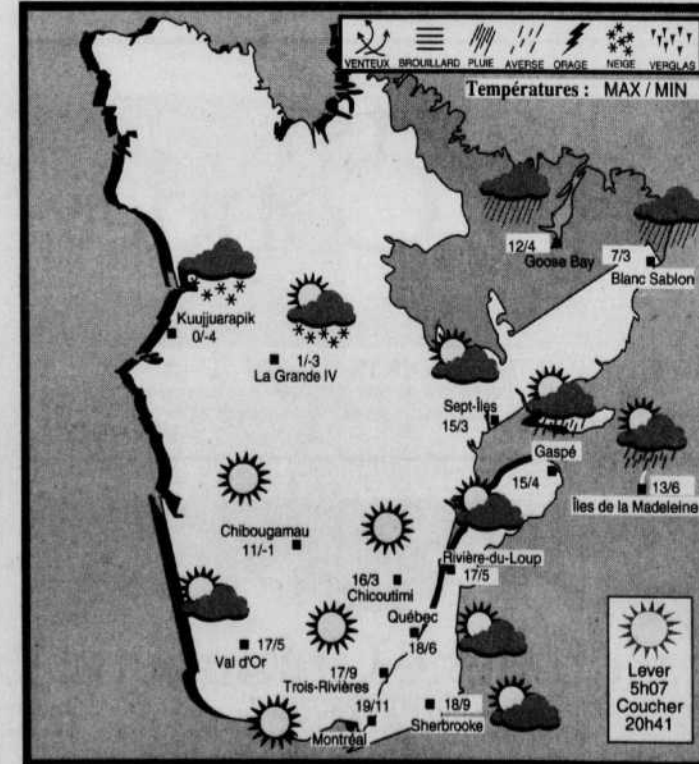 VENTEUX BROUILLARD PLUIE AVERSE ORAGE NEIGE VERGLAS
Températures : MAX / MIN
12/4
Goose Bay
7/3
Blanc Sablon
Kuujjuarapik
0/-4
1/-3
La Grande IV
Sept-Îles
15/3
Gaspé
15/4
13/6
Îles de la Madeleine
Chibougamau
11/-1
Rivière-du-Loup
17/5
16/3
Chicoutimi
Québec
18/6
17/5
Val d'Or
17/9
Trois-Rivières
19/11
Montréal
18/9
Sherbrooke
Lever
5h07
Coucher
20h41